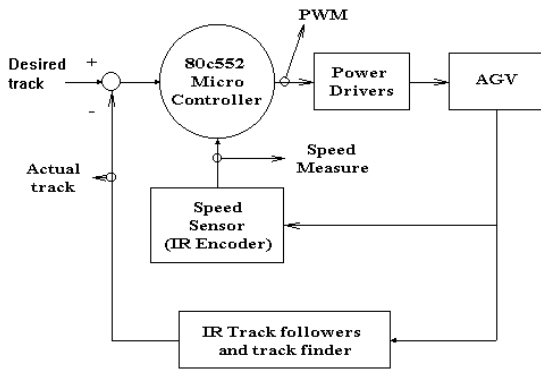 PWM
+
Desired
track
80c552
Micro
Controller
Power
Drivers
AGV
-
Actual
track
Speed
Measure
Speed
Sensor
(IR Encoder)
IR Track followers
and track finder